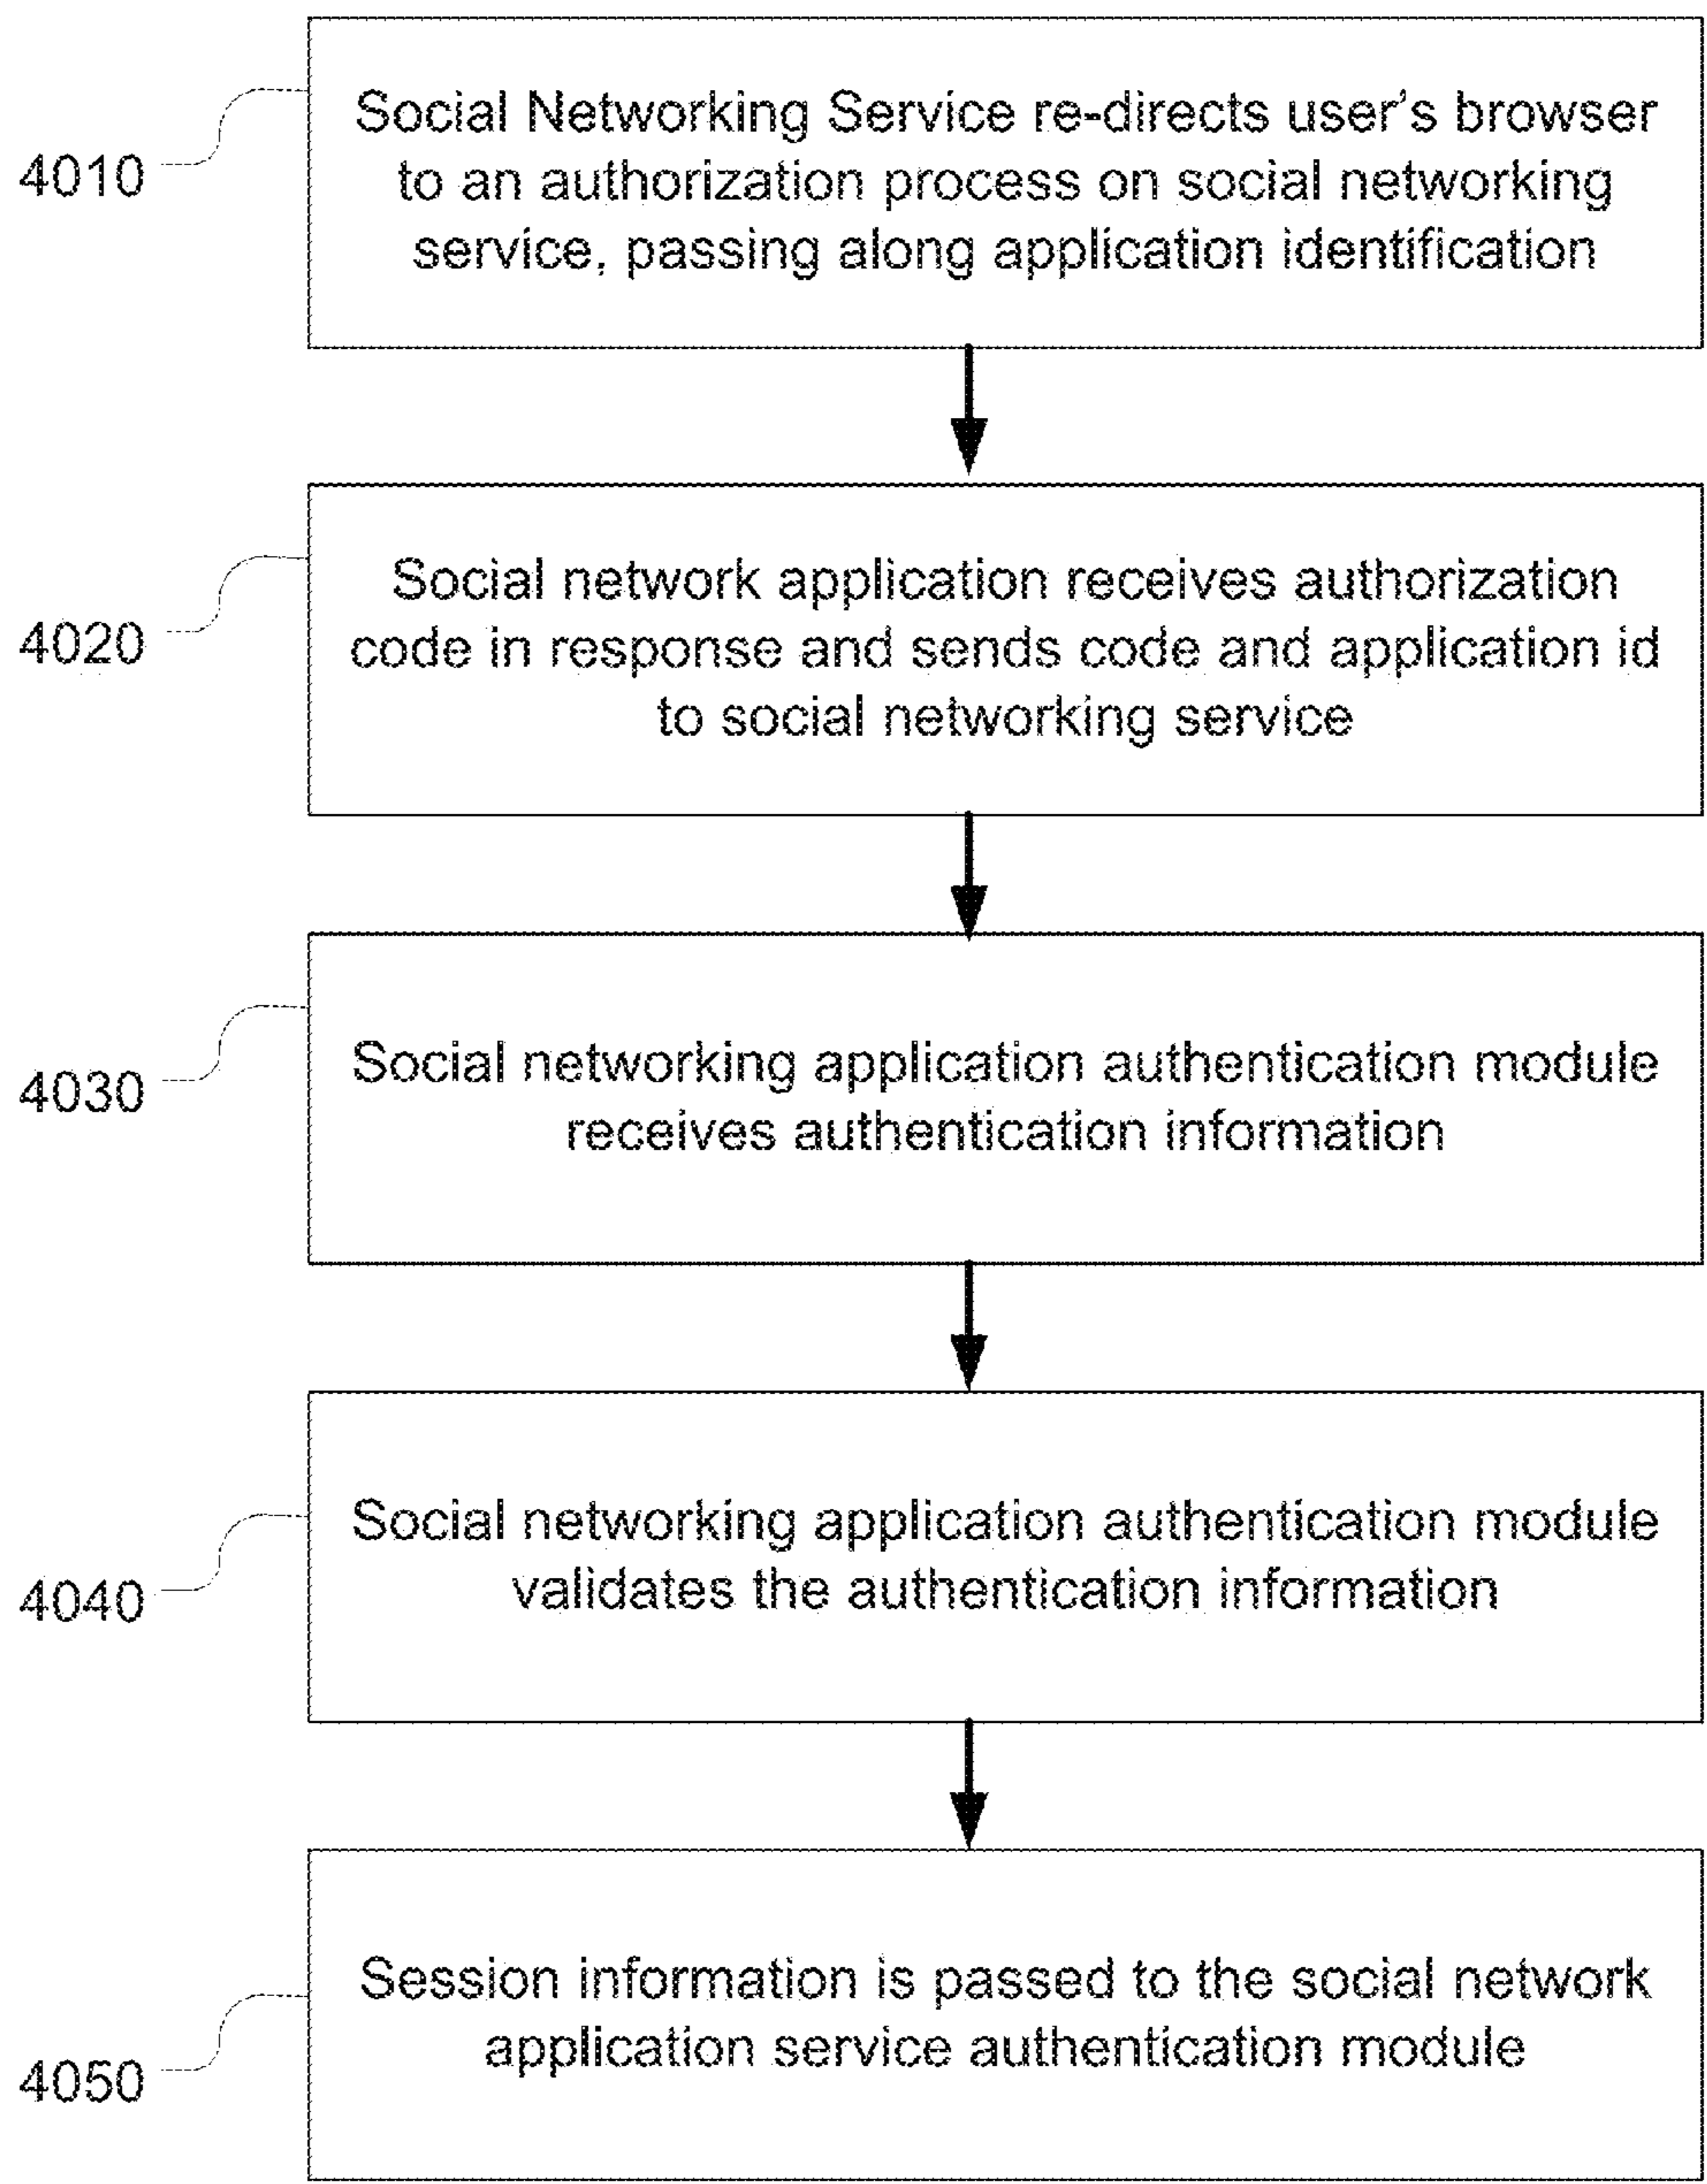 Social Networking Service re-directs user's browser
to an authorization process on social networking
service, passing along application identification
4010
Social network application receives authorization
code in response and sends code and application id
to social networking service
4020
Social networking application authentication module
receives authentication information
4030
Social networking application authentication module
validates the authentication information
4040
Session information is passed to the social network
application service authentication module
4050